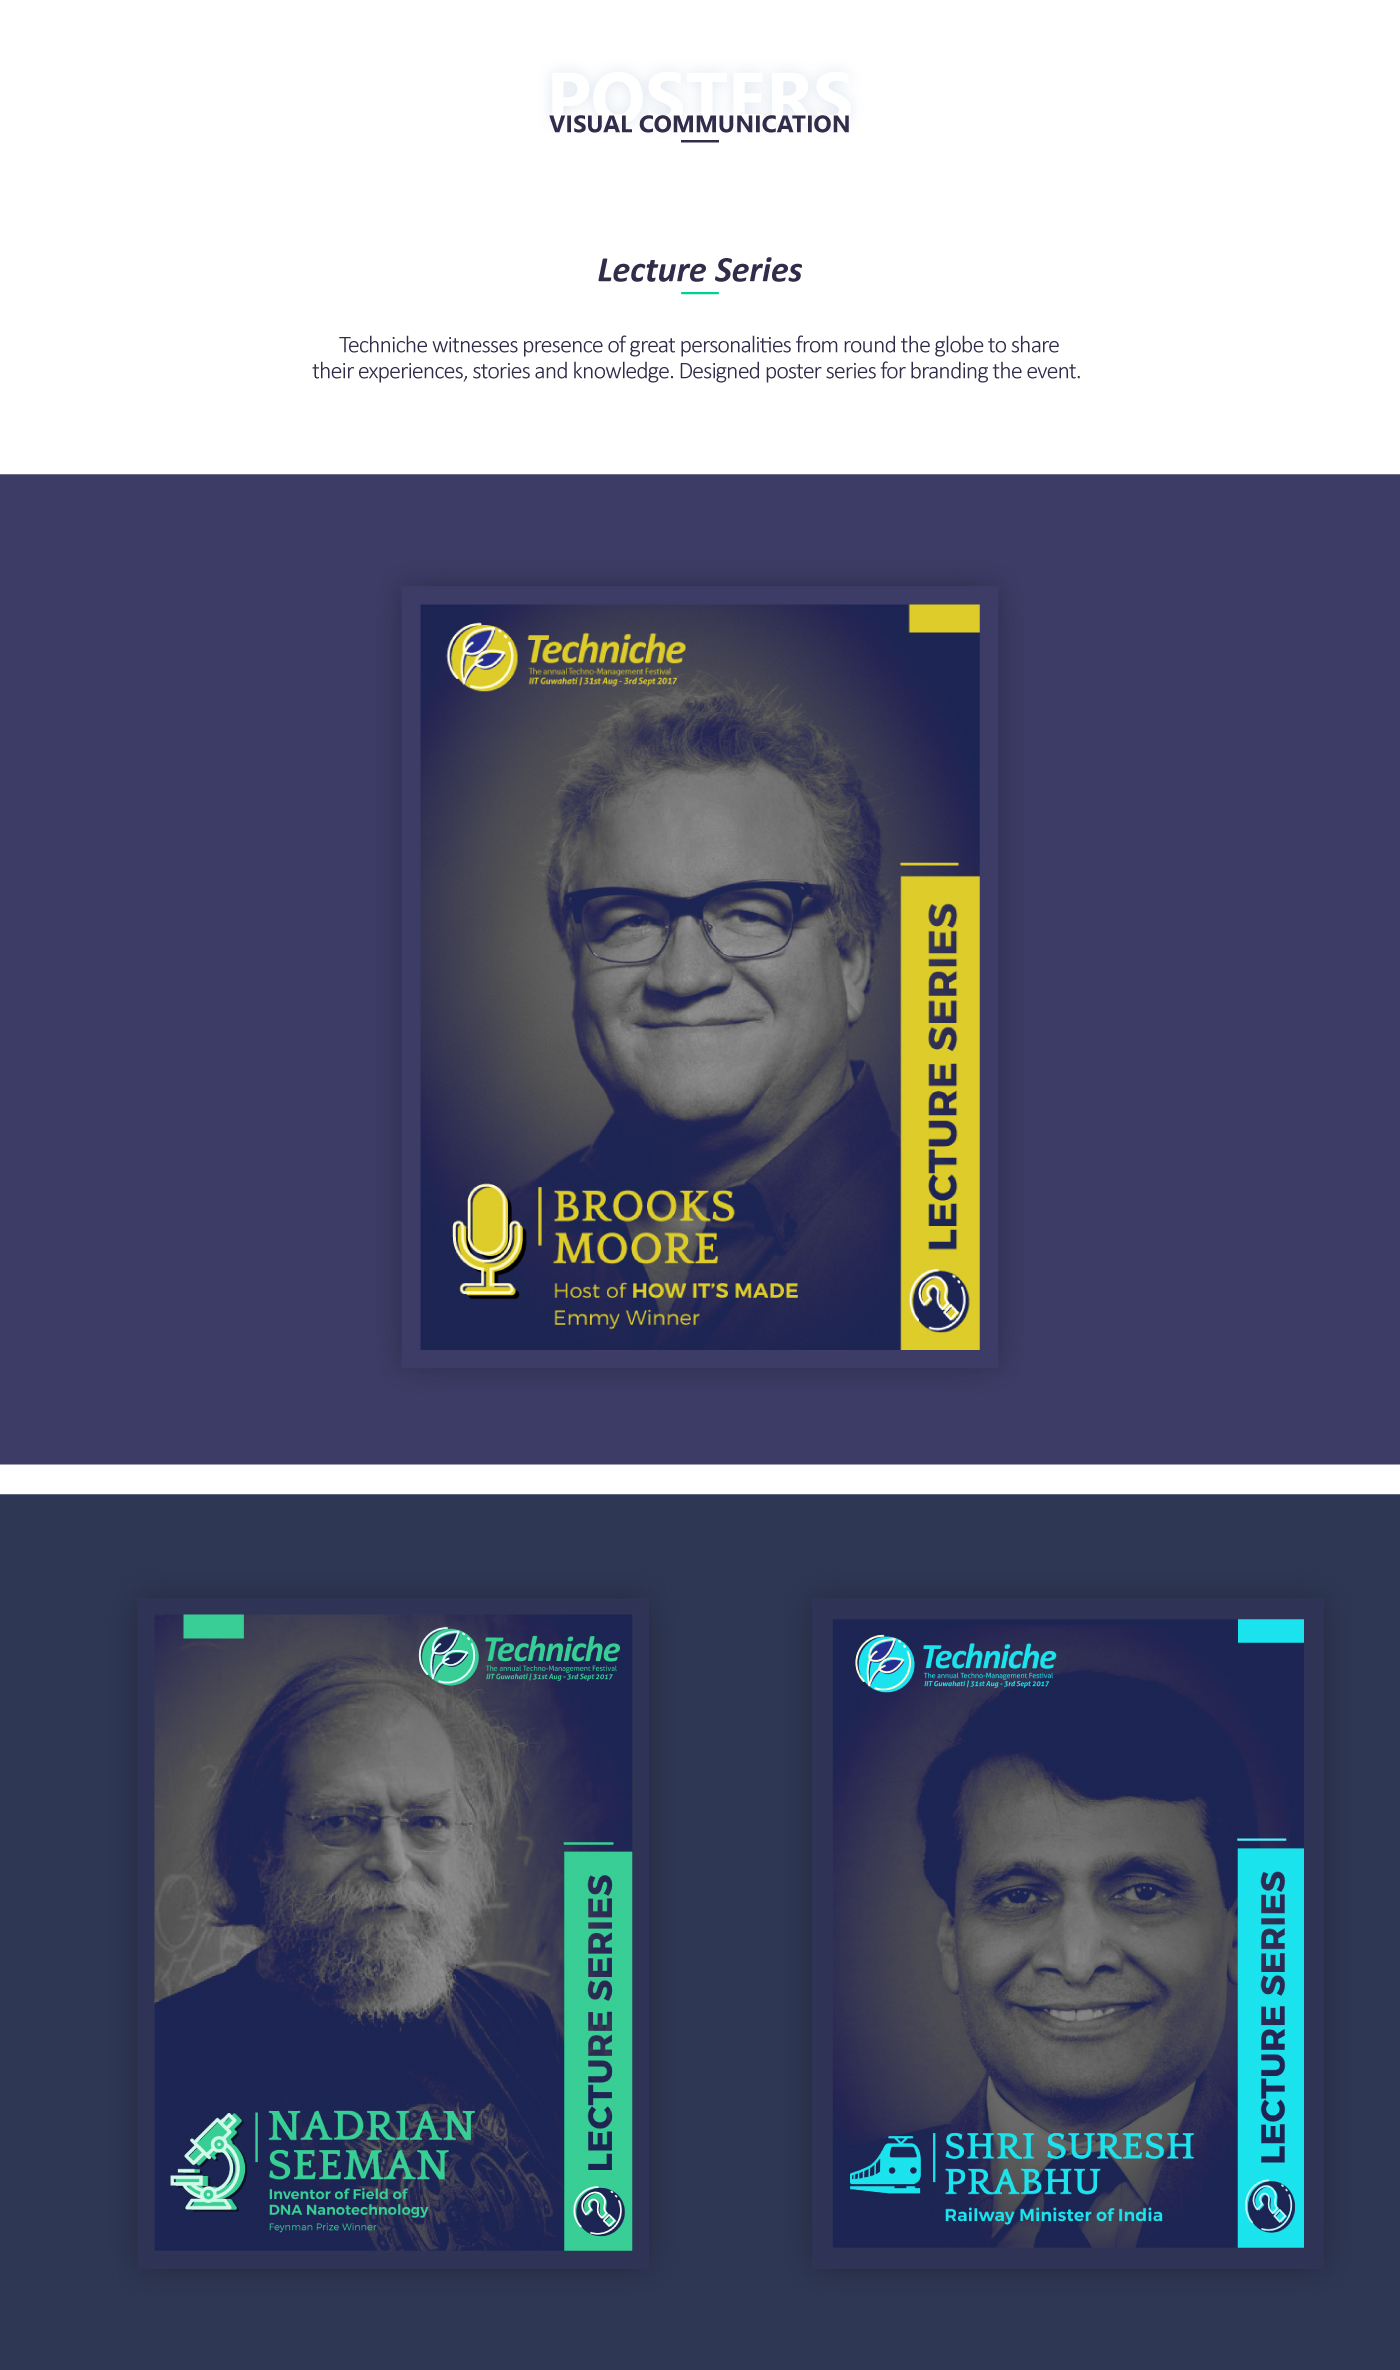 POSTERS
VISUAL COMMUNICATION
Lecture Series
Techniche witnesses presence of great personalities from round the globe to share
their experiences, stories and knowledge. Designed poster series for branding the event.
Techniche
The annual Techno-Management Festival
IIT Guwahati | 31st Aug - 3rd Sept 2017
LECTURE SERIES
BROOKS
MOORE
Host of HOW IT'S MADE
Emmy Winner
Techniche
The annual Techno-Management Festival
IIT Guwahati | 31st Aug - 3rd Sept 2017
LECTURE SERIES
NADRIAN
SEEMAN
Inventor of Field of
DNA Nanotechnology
Feynman Prize Winner
Techniche
The annual Techno-Management Festival
IIT Guwahati | 31st Aug - 3rd Sept 2017
LECTURE SERIES
SHRI SURESH
PRABHU
Railway Minister of India